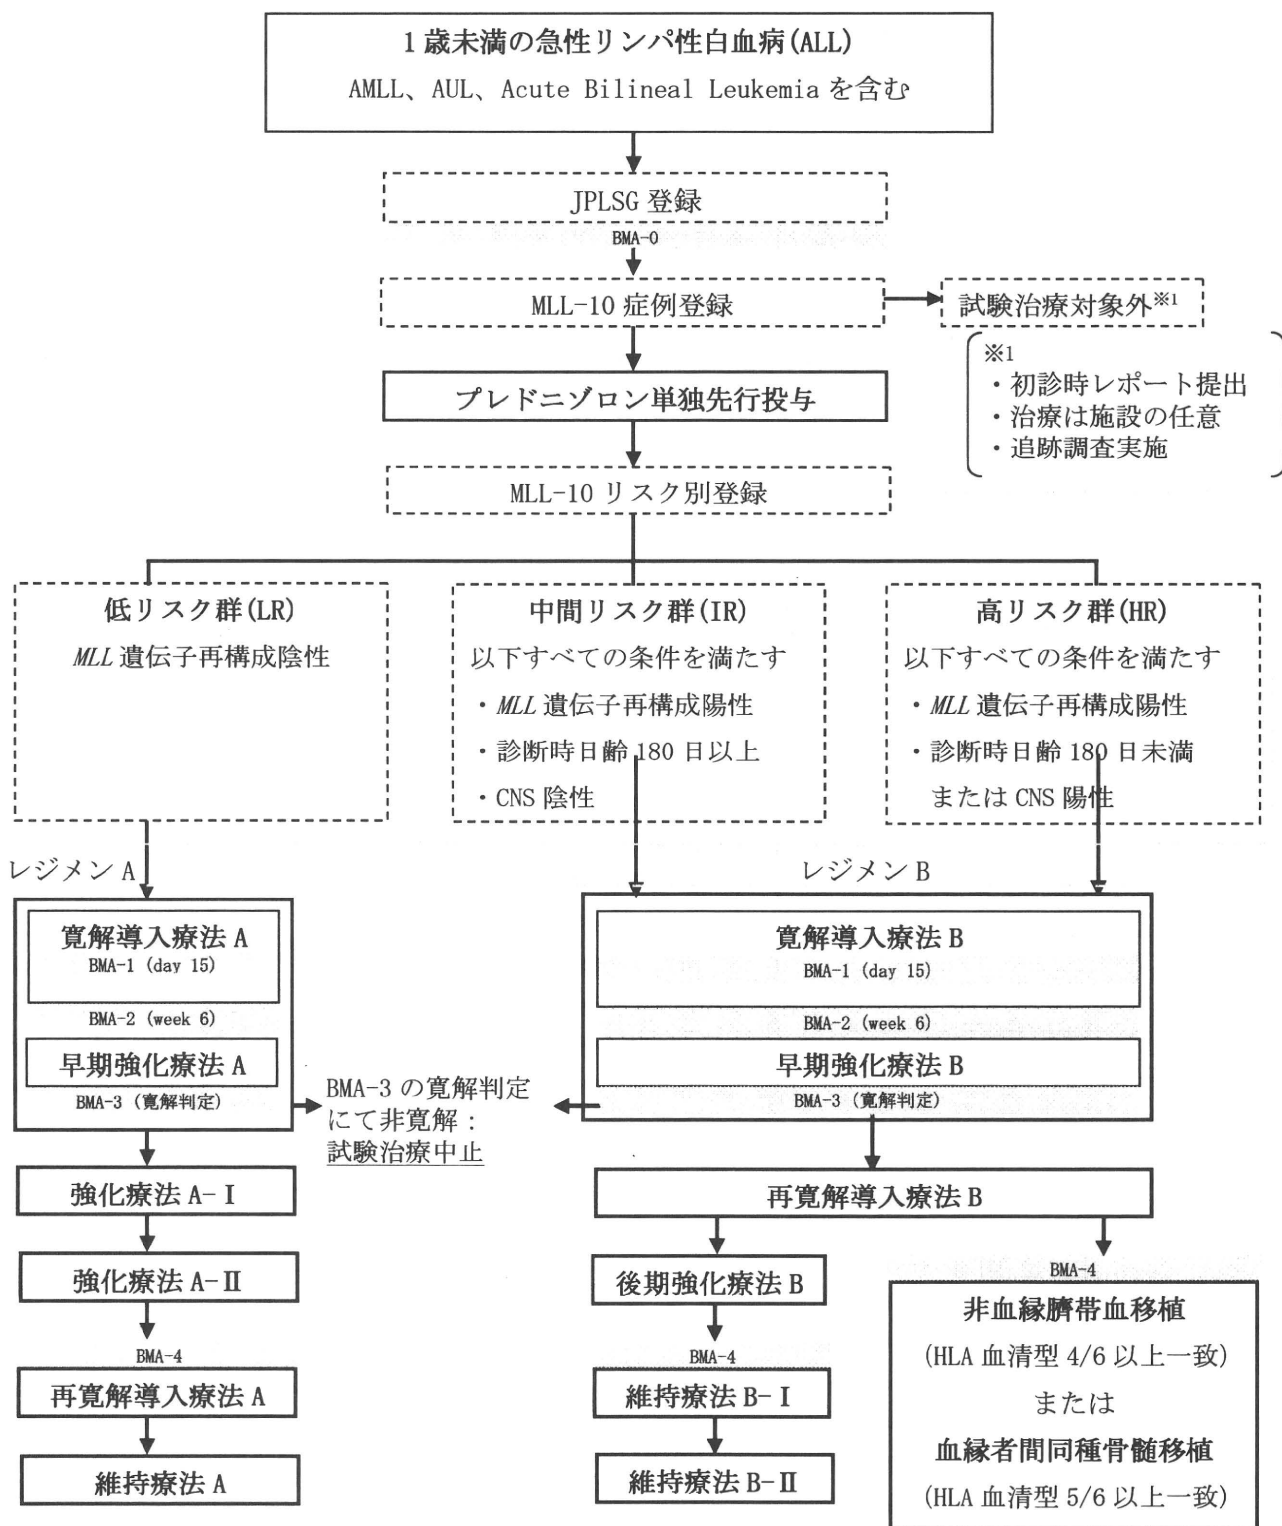 1歳未満の急性リンパ性白血病(ALL)
AMLL、AUL、Acute Bilineal Leukemia を含む
JPLSG 登録
BMA-0
MLL-10 症例登録
試験治療対象外※1
※1
・初診時レポート提出
・治療は施設の任意
・追跡調査実施
プレドニゾロン単独先行投与
MLL-10 リスク別登録
低リスク群(LR)
MLL 遺伝子再構成陰性
中間リスク群(IR)
以下すべての条件を満たす
・MLL 遺伝子再構成陽性
・診断時日齢 180 日以上
・CNS 陰性
高リスク群(HR)
以下すべての条件を満たす
・MLL 遺伝子再構成陽性
・診断時日齢 180 日未満
または CNS 陽性
レジメン A
寛解導入療法 A
BMA-1 (day 15)
BMA-2 (week 6)
早期強化療法 A
BMA-3 (寛解判定)
BMA-3 の寛解判定
にて非寛解：
試験治療中止
レジメン B
寛解導入療法 B
BMA-1 (day 15)
BMA-2 (week 6)
早期強化療法 B
BMA-3 (寛解判定)
強化療法 A-Ⅰ
強化療法 A-Ⅱ
BMA-4
再寛解導入療法 A
維持療法 A
再寛解導入療法 B
後期強化療法 B
BMA-4
維持療法 B-Ⅰ
維持療法 B-Ⅱ
BMA-4
非血縁臍帯血移植
(HLA 血清型 4/6 以上一致)
または
血縁者間同種骨髄移植
(HLA 血清型 5/6 以上一致)